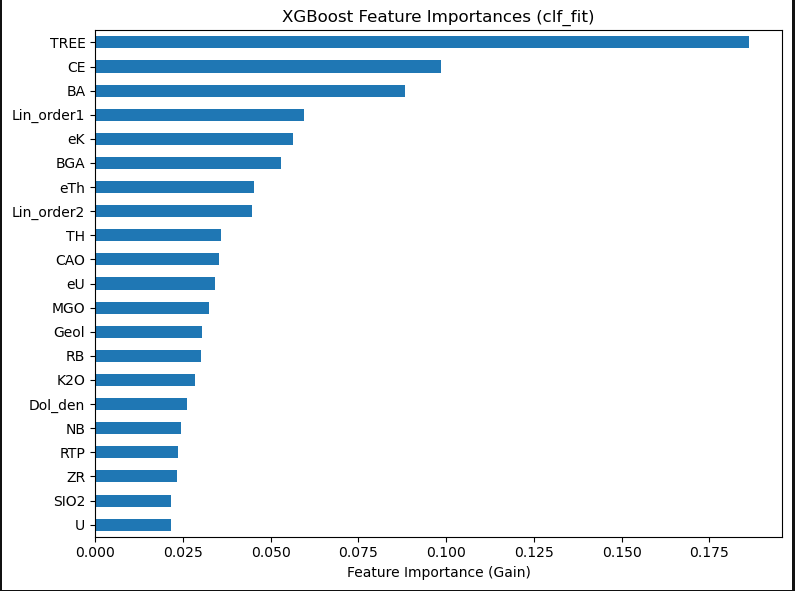 XGBoost Feature Importances (clf_fit)
TREE
CE
BA
Lin_order1
eK
BGA
eTh
Lin_order2
TH
CAO
eU
MGO
Geol
RB
K2O
Dol_den
NB
RTP
ZR
SIO2
U
0.000 0.025 0.050 0.075 0.100 0.125 0.150 0.175
Feature Importance (Gain)